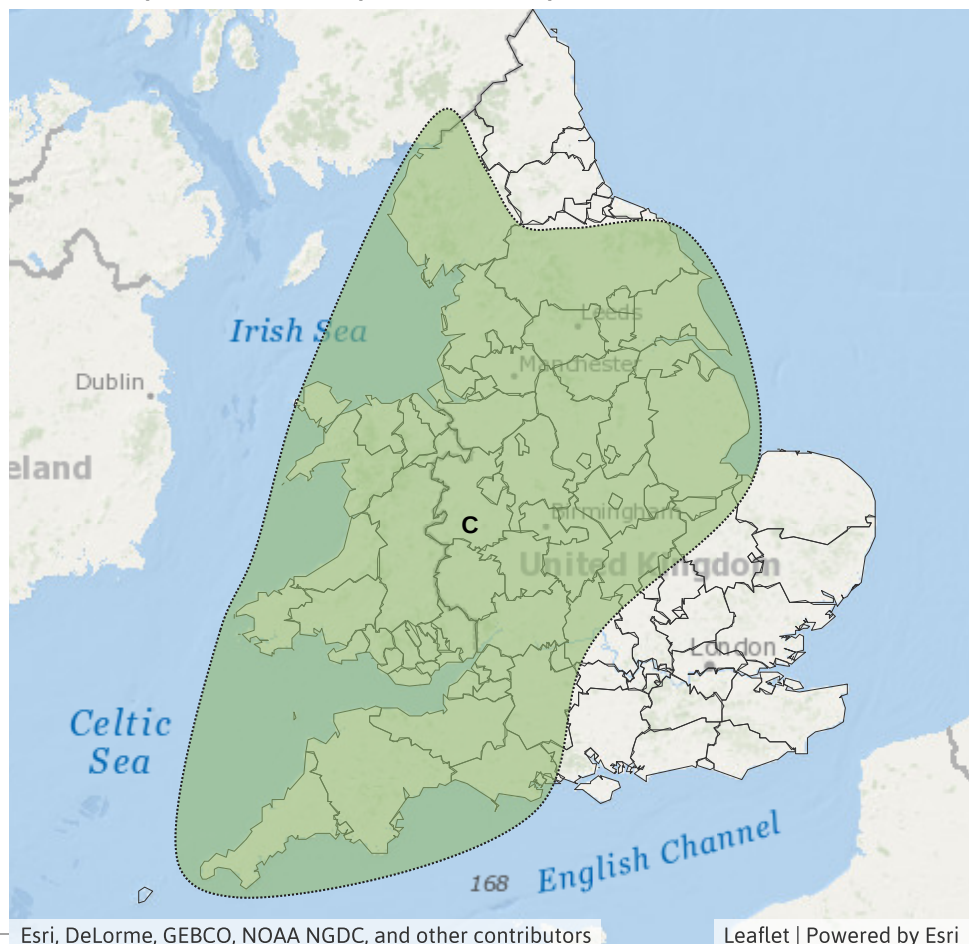 Leeds
Irish Sea
Manchester
Dublin
eland
Birmingham
C
United Kingdom
London
Celtic
Sea
168
English Channel
Esri, DeLorme, GEBCO, NOAA NGDC, and other contributors
Leaflet | Powered by Esri